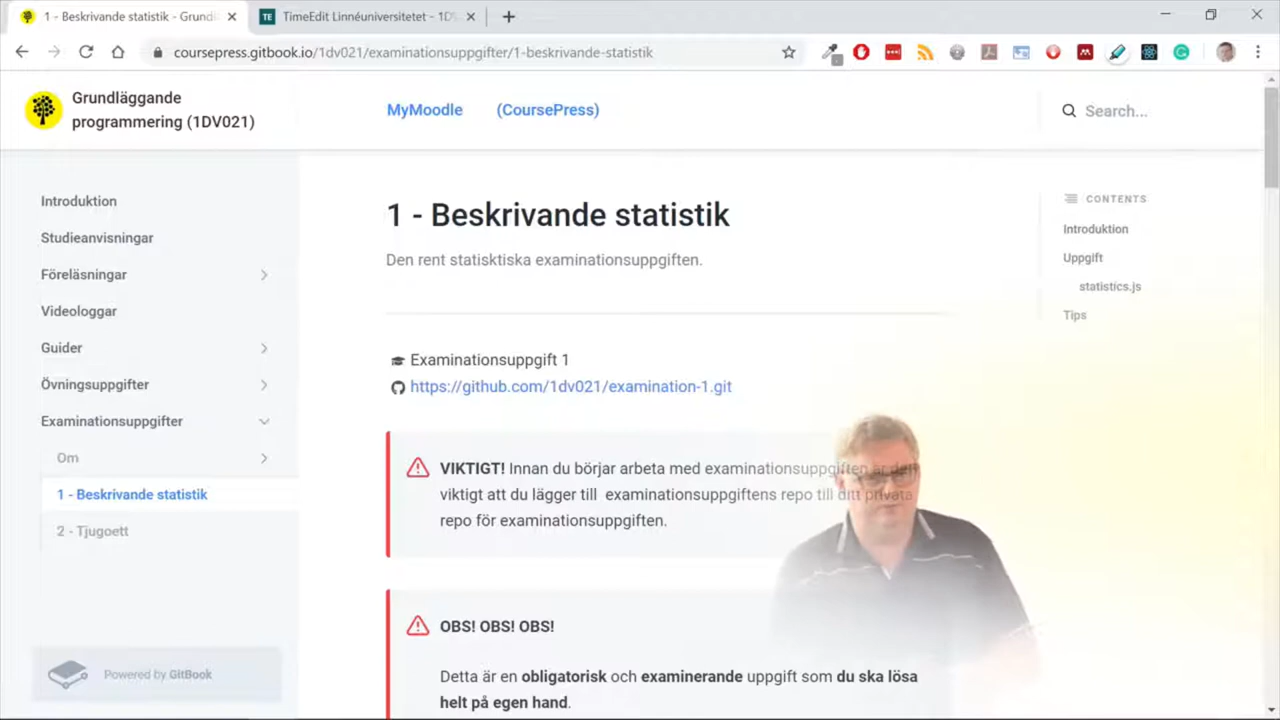 1 - Beskrivande statistik - Grundl
TimeEdit Linnéuniversitetet - 1D
coursepress.gitbook.io/1dv021/examinationsuppgifter/1-beskrivande-statistik
Grundläggande
programmering (1DV021)
MyMoodle
(CoursePress)
Search...
Introduktion
Studieanvisningar
Föreläsningar
Videologgar
Guider
Övningsuppgifter
Examinationsuppgifter
Om
1 - Beskrivande statistik
2 - Tjugoett
Powered by GitBook
1 - Beskrivande statistik
Den rent statisktiska examinationsuppgiften.
Examinationsuppgift 1
https://github.com/1dv021/examination-1.git
VIKTIGT! Innan du börjar arbeta med examinationsuppgiften är det
viktigt att du lägger till examinationsuppgiftens repo till ditt privata
repo för examinationsuppgiften.
OBS! OBS! OBS!
Detta är en obligatorisk och examinerande uppgift som du ska lösa
helt på egen hand.
CONTENTS
Introduktion
Uppgift
statistics.js
Tips